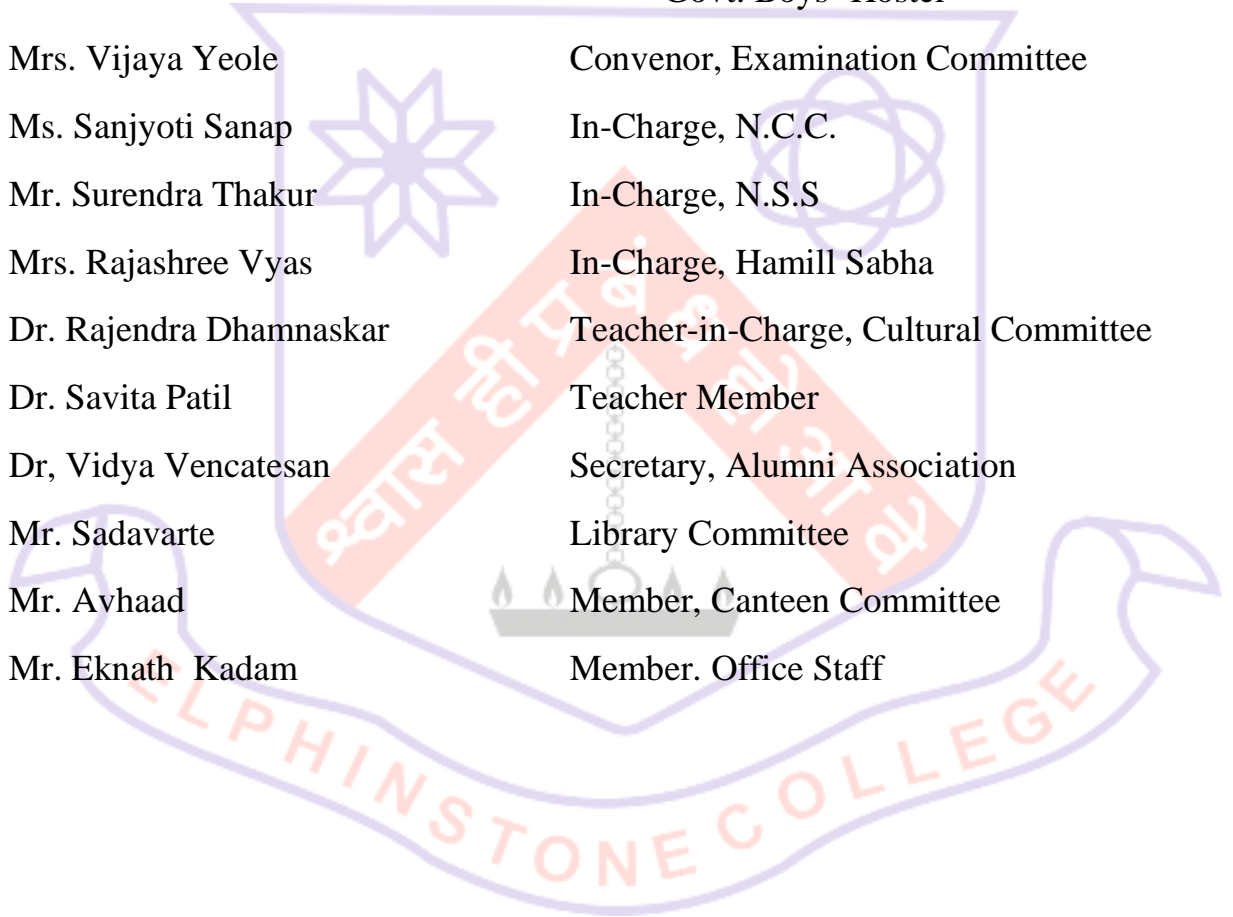 Mrs. Vijaya Yeole Convenor, Examination Committee
Ms. Sanjyoti Sanap In-Charge, N.C.C.
Mr. Surendra Thakur In-Charge, N.S.S
Mrs. Rajashree Vyas In-Charge, Hamill Sabha
Dr. Rajendra Dhamnaskar Teacher-in-Charge, Cultural Committee
Dr. Savita Patil Teacher Member
Dr, Vidya Vencatesan Secretary, Alumni Association
Mr. Sadavarte Library Committee
Mr. Avhaad Member, Canteen Committee
Mr. Eknath Kadam Member. Office Staff
ELPHINSTONE COLLEGE